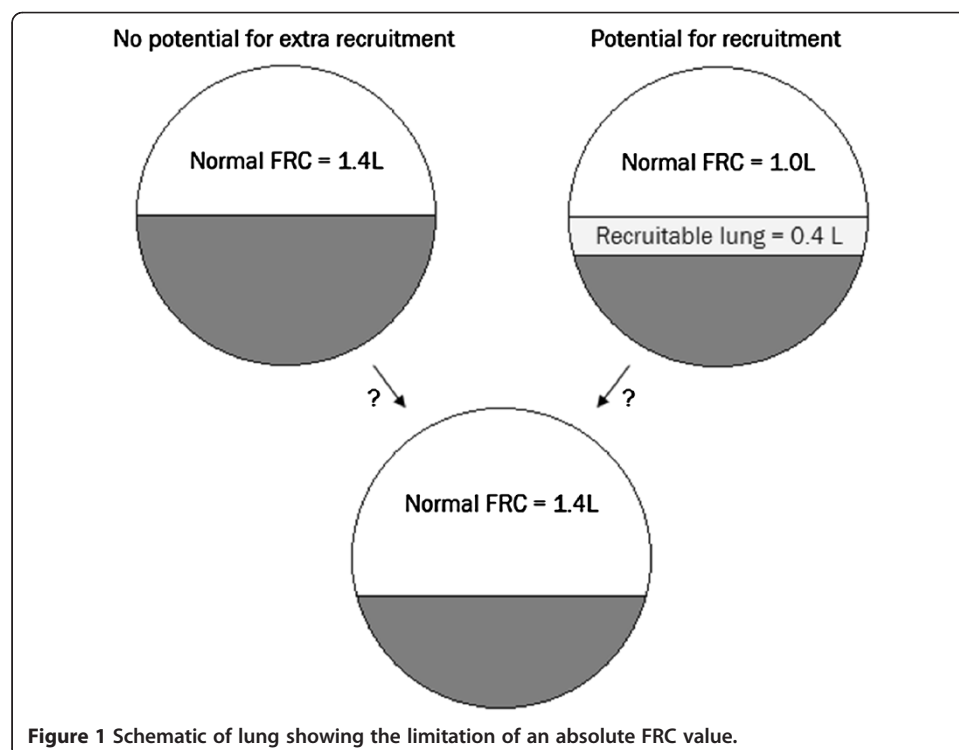 No potential for extra recruitment
Potential for recruitment
Normal FRC = 1.4L
Normal FRC = 1.0L
Recruitable lung = 0.4 L
?
?
Normal FRC = 1.4L
Figure 1 Schematic of lung showing the limitation of an absolute FRC value.